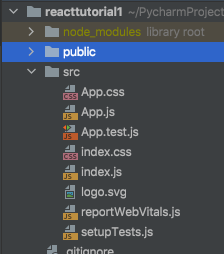 reacttutorial1 ~/PycharmProject
node_modules library root
public
src
App.css
App.js
App.test.js
index.css
index.js
logo.svg
reportWebVitals.js
setupTests.js
.gitignore